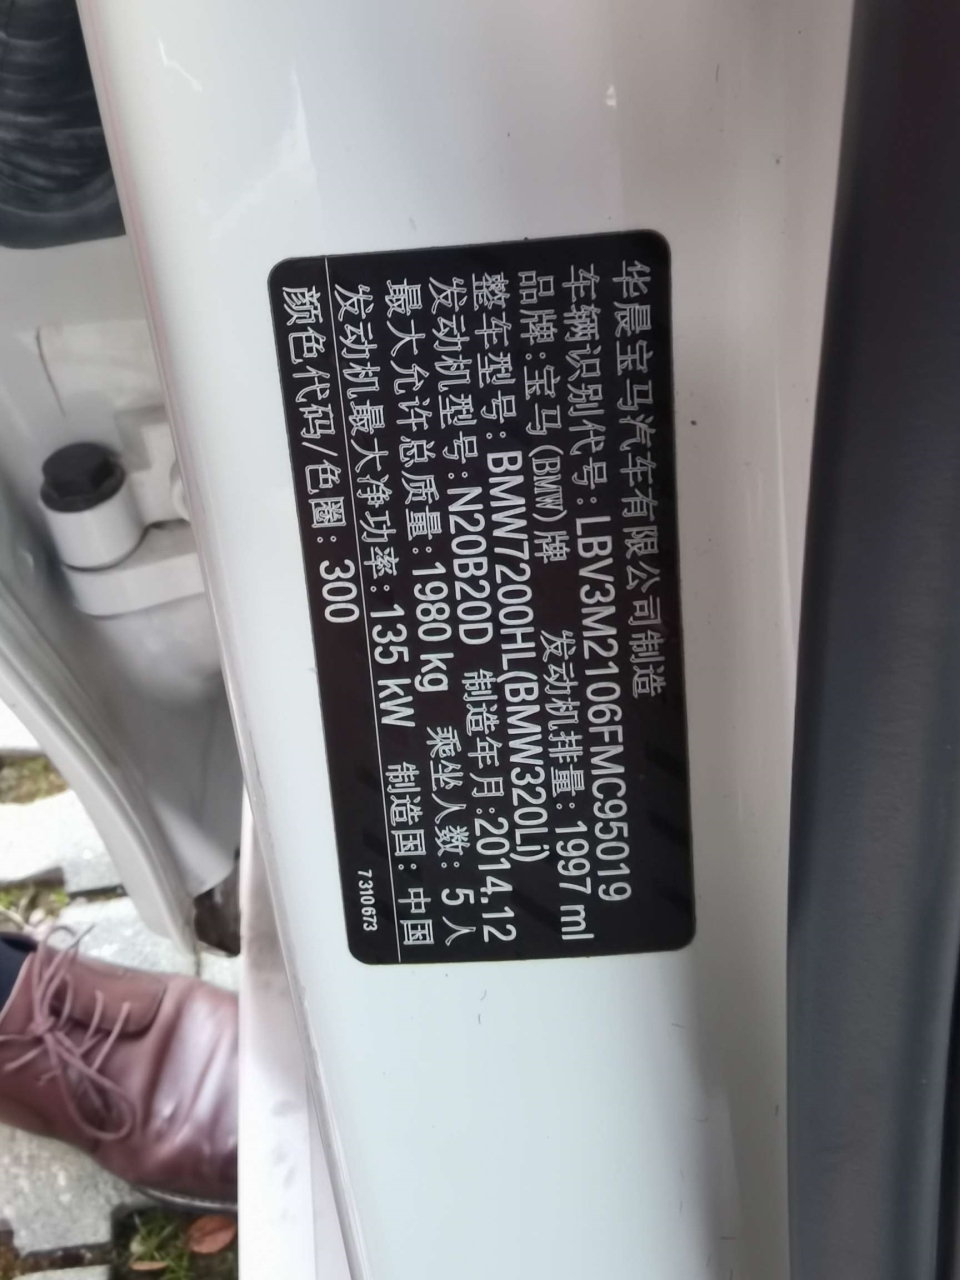 华晨宝马汽车有限公司制造
车辆识别代号:LBV3M2106FMC95019
品牌:宝马(BMW)牌 发动机排量:1997 ml
整车型号:BMW7200HL(BMW320Li)
发动机型号:N20B20D 制造年月:2014.12
最大允许总质量:1980 kg 乘坐人数:5 人
发动机最大净功率:135 kW 制造国:中国
颜色代码/色圈:300 7310673